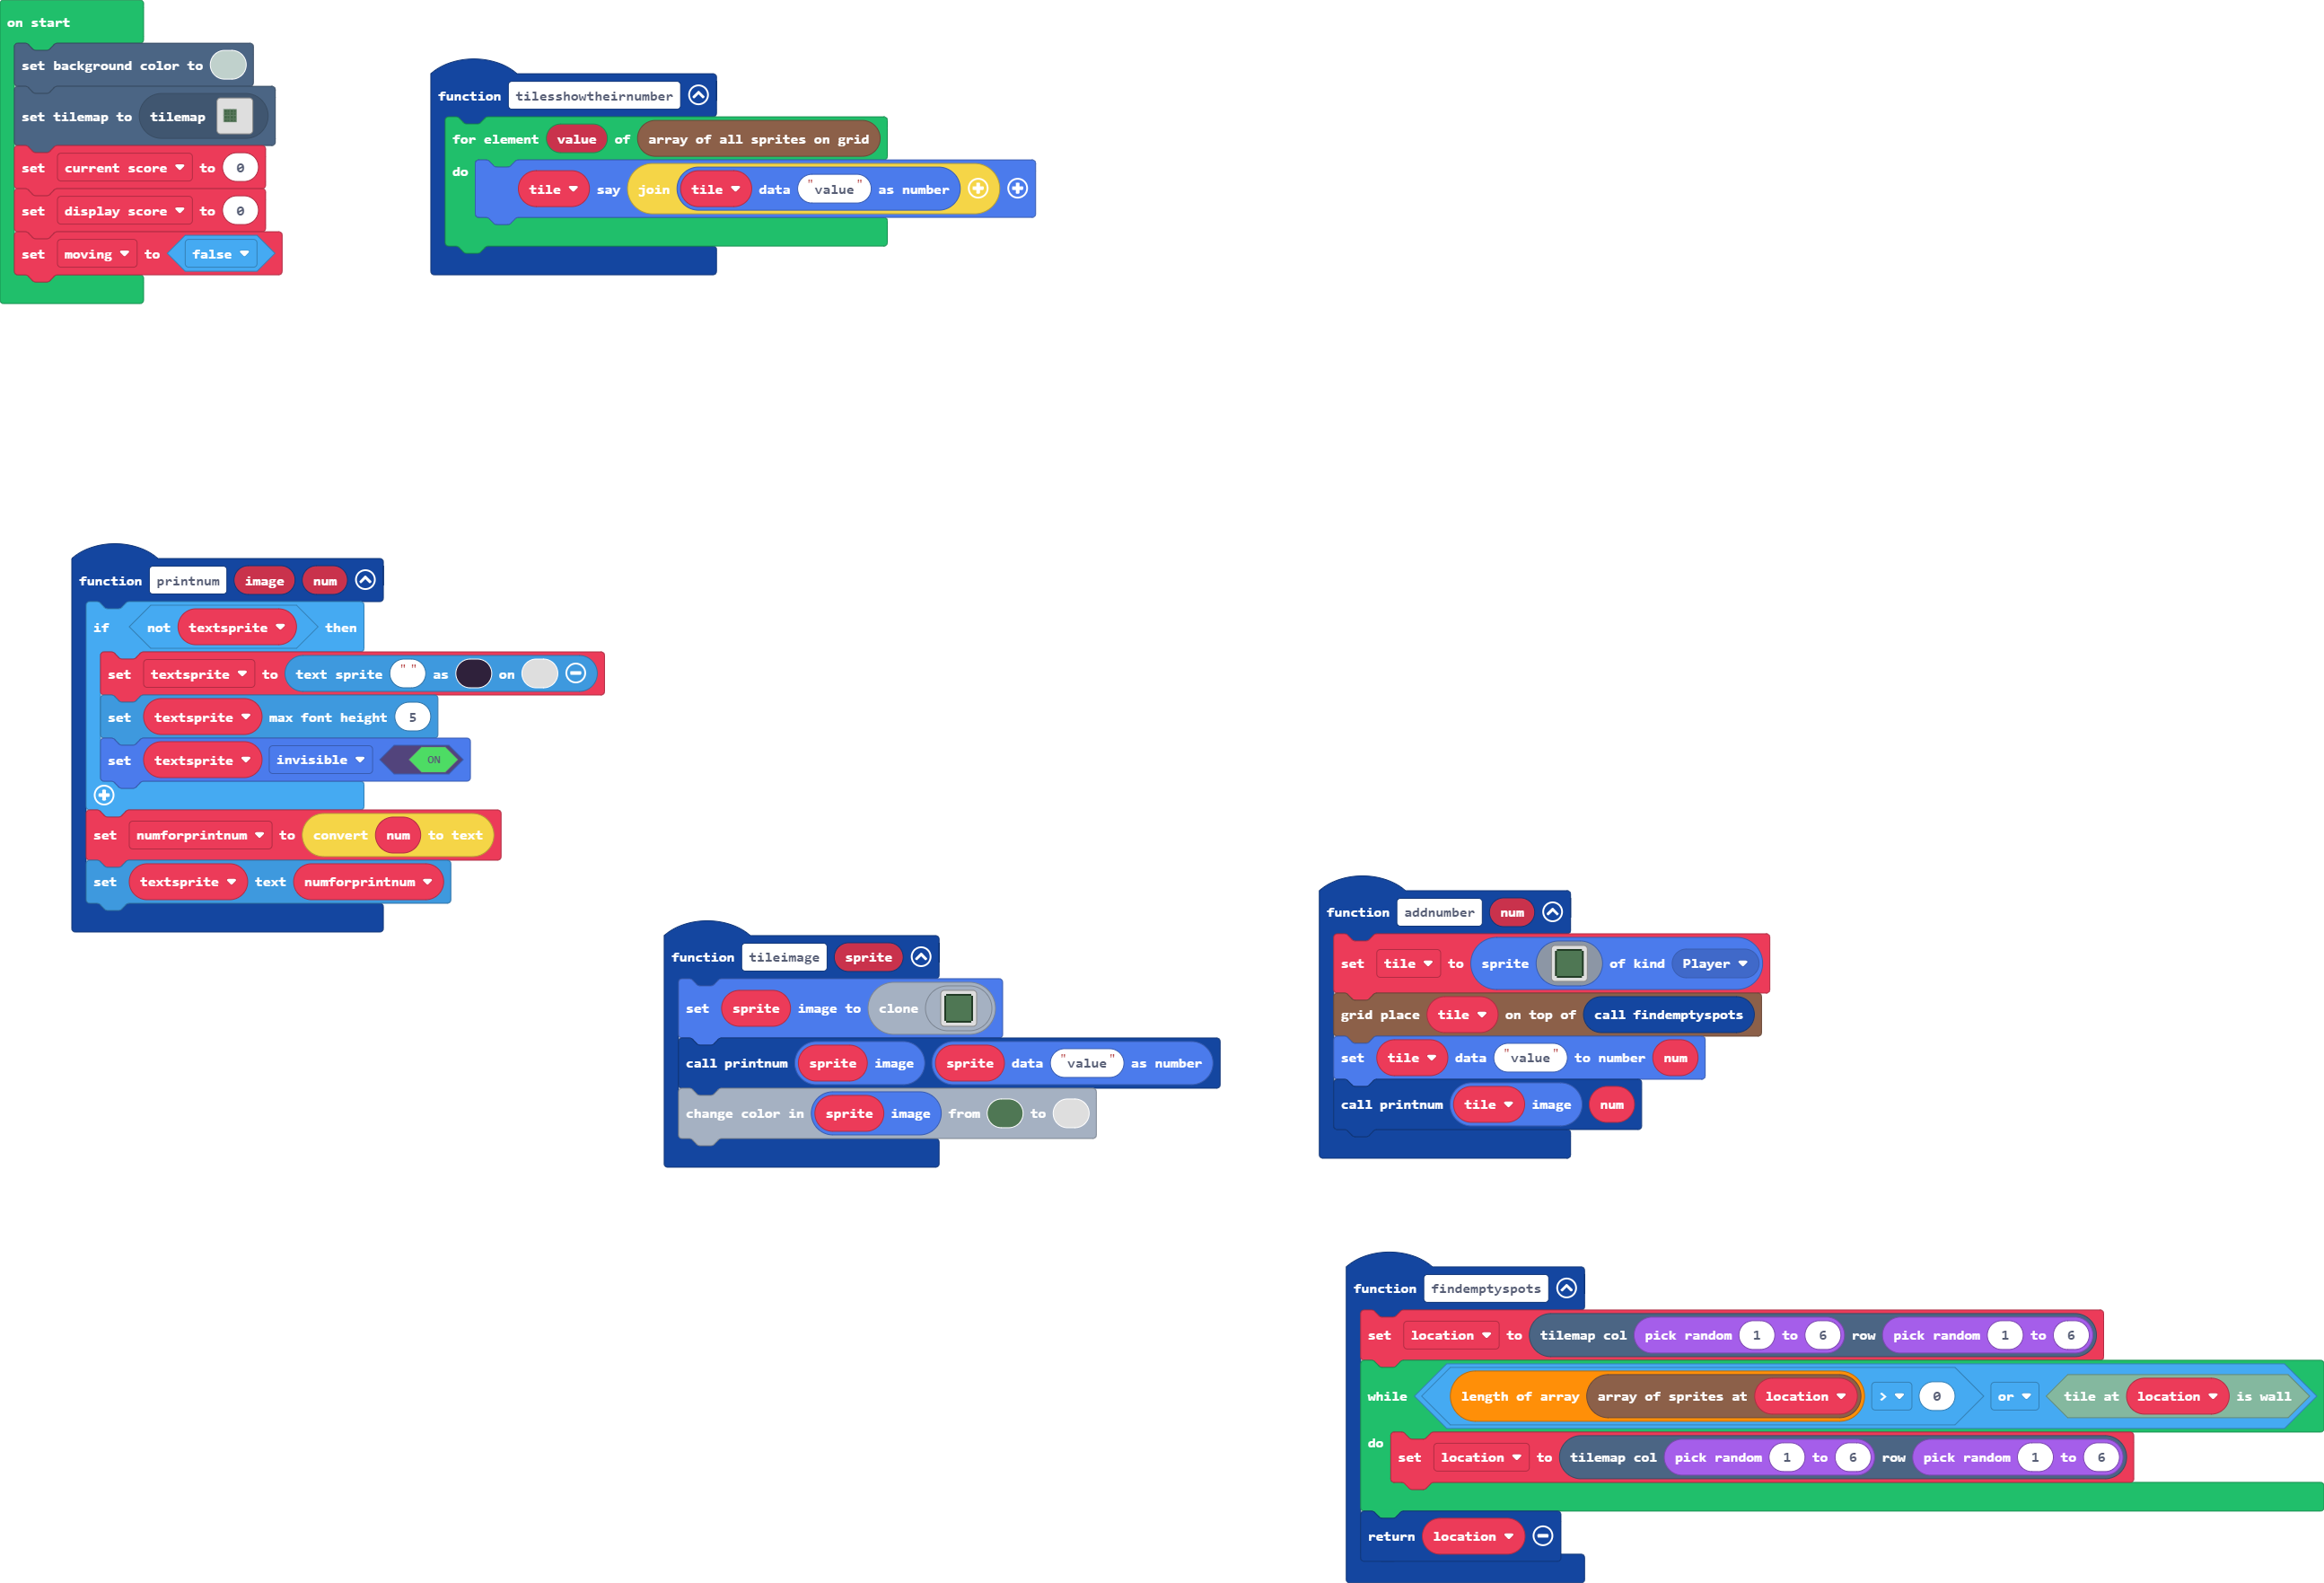 on start
set background color to
set tilemap to tilemap
set current score to 0
set display score to 0
set moving to false
function tilesshowtheirnumber
for element value of array of all sprites on grid
do
tile say join tile data "value" as number
function printnum image num
if not textsprite then
set textsprite to text sprite " " as on
set textsprite max font height 5
set textsprite invisible ON
set numforprintnum to convert num to text
set textsprite text numforprintnum
function tileimage sprite
set sprite image to clone
call printnum sprite image sprite data "value" as number
change color in sprite image from to
function addnumber num
set tile to sprite of kind Player
grid place tile on top of call findemptyspots
set tile data "value" to number num
call printnum tile image num
function findemptyspots
set location to tilemap col pick random 1 to 6 row pick random 1 to 6
while length of array array of sprites at location > 0 or tile at location is wall
do
set location to tilemap col pick random 1 to 6 row pick random 1 to 6
return location